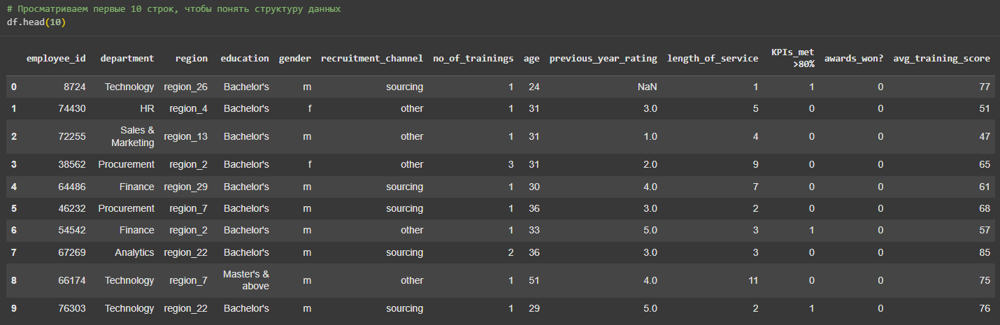 # Просматриваем первые 10 строк, чтобы понять структуру данных
df.head(10)
employee_id department region education gender recruitment_channel no_of_trainings age previous_year_rating length_of_service KPIs_met >80% awards_won? avg_training_score
0 8724 Technology region_26 Bachelor's m sourcing 1 24 NaN 1 1 0 77
1 74430 HR region_4 Bachelor's f other 1 31 3.0 5 0 0 51
2 72255 Sales & Marketing region_13 Bachelor's m other 1 31 1.0 4 0 0 47
3 38562 Procurement region_2 Bachelor's f other 3 31 2.0 9 0 0 65
4 64486 Finance region_29 Bachelor's m sourcing 1 30 4.0 7 0 0 61
5 46232 Procurement region_7 Bachelor's m sourcing 1 36 3.0 2 0 0 68
6 54542 Finance region_2 Bachelor's m other 1 33 5.0 3 1 0 57
7 67269 Analytics region_22 Bachelor's m sourcing 2 36 3.0 3 0 0 85
8 66174 Technology region_7 Master's & above m other 1 51 4.0 11 0 0 75
9 76303 Technology region_22 Bachelor's m sourcing 1 29 5.0 2 1 0 76